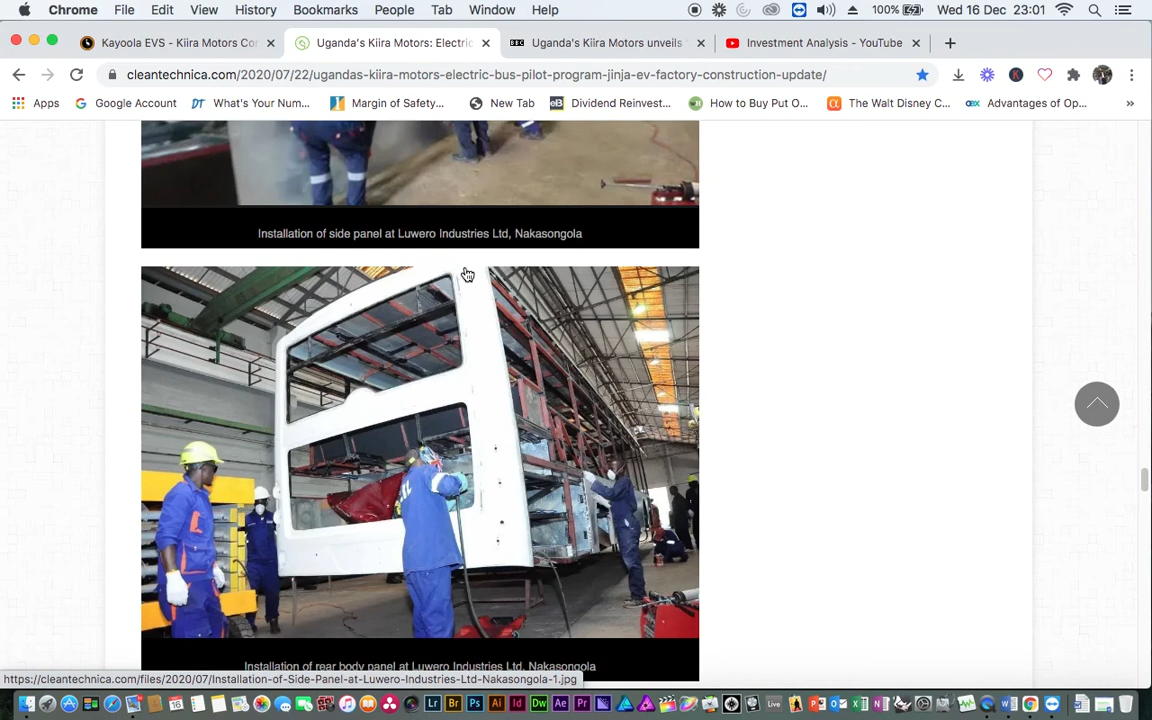 Chrome File Edit View History Bookmarks People Tab Window Help 100% Wed 16 Dec 23:01
Kayoola EVS - Kiira Motors Cor Uganda's Kiira Motors: Electric Uganda's Kiira Motors unveils Investment Analysis - YouTube
cleantechnica.com/2020/07/22/ugandas-kiira-motors-electric-bus-pilot-program-jinja-ev-factory-construction-update/
Apps Google Account What's Your Num... Margin of Safety... New Tab Dividend Reinvest... How to Buy Put O... The Walt Disney C... Advantages of Op...
Installation of side panel at Luwero Industries Ltd, Nakasongola
Installation of rear body panel at Luwero Industries Ltd, Nakasongola
https://cleantechnica.com/files/2020/07/Installation-of-Side-Panel-at-Luwero-Industries-Ltd-Nakasongola-1.jpg